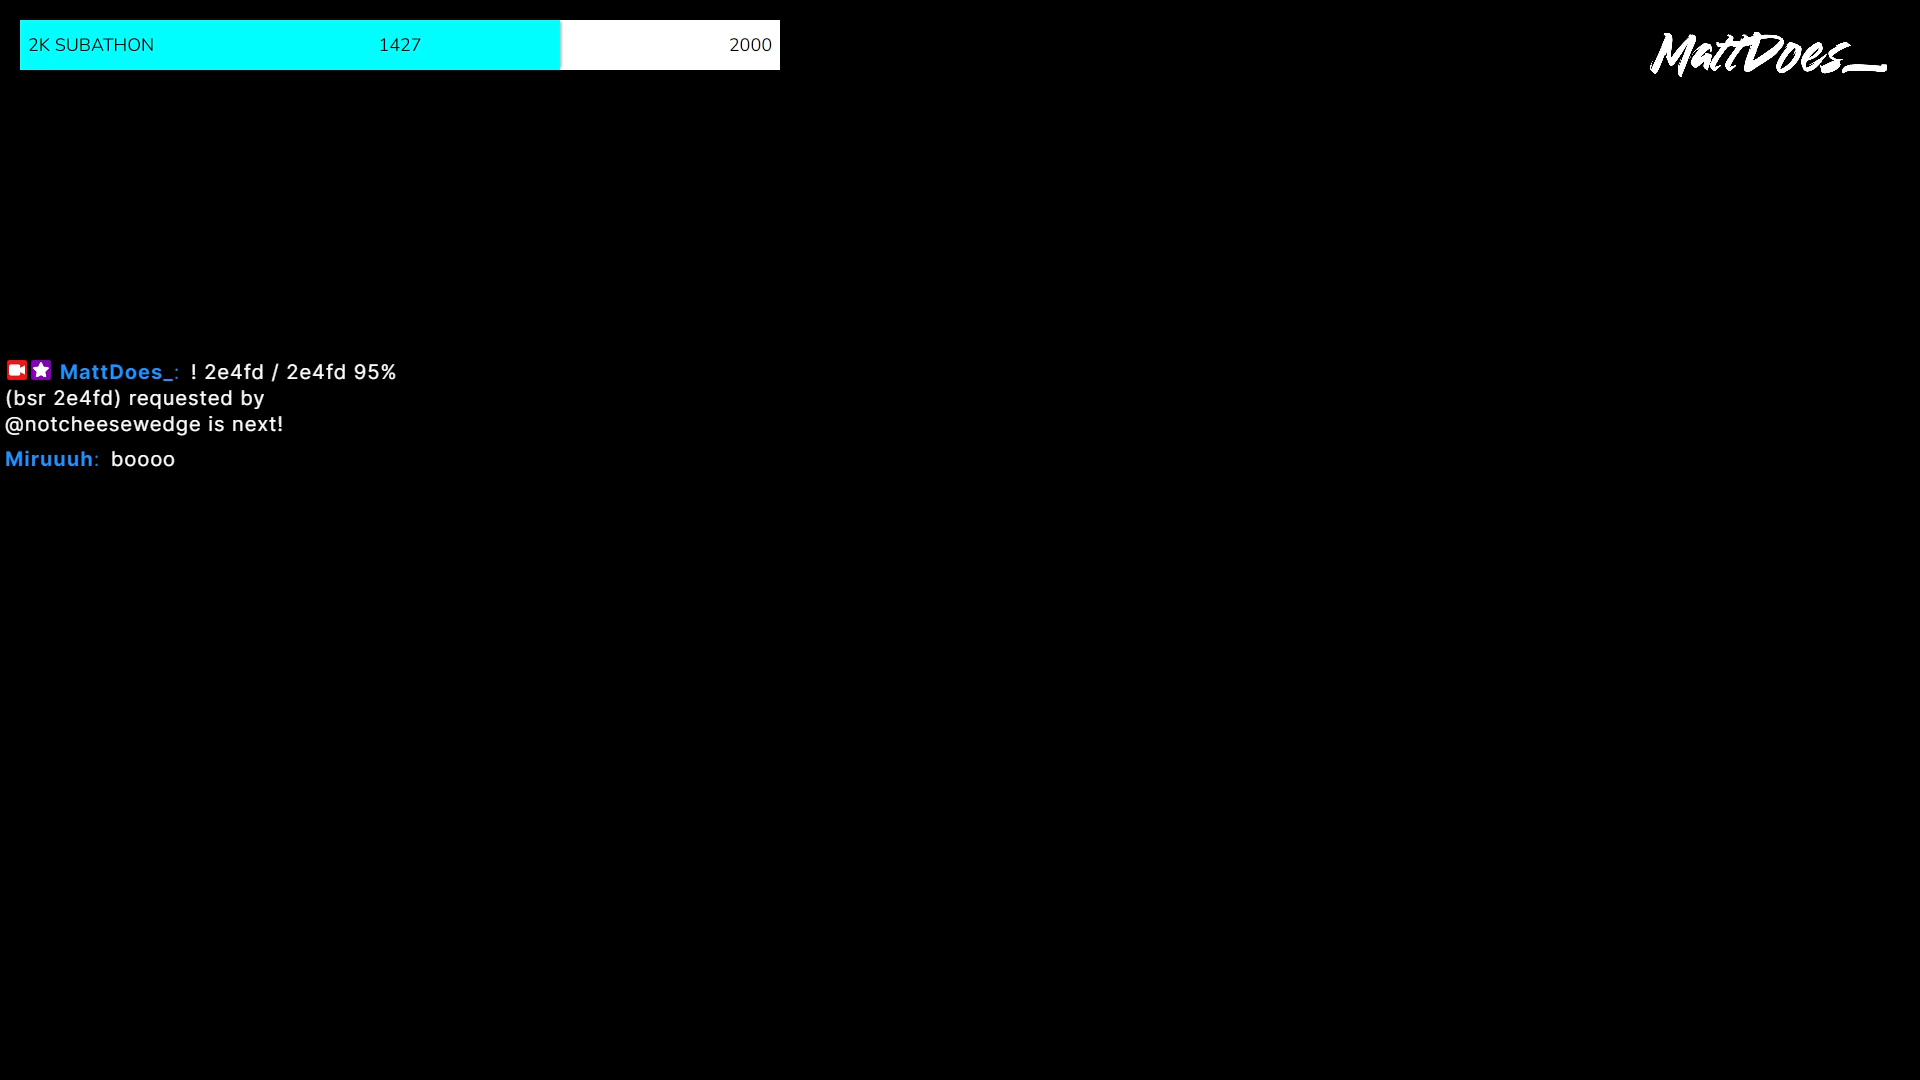 2K SUBATHON 1427 2000
MattDoes_
MattDoes_: ! 2e4fd / 2e4fd 95%
(bsr 2e4fd) requested by
@notcheesewedge is next!
Miruuuh: boooo